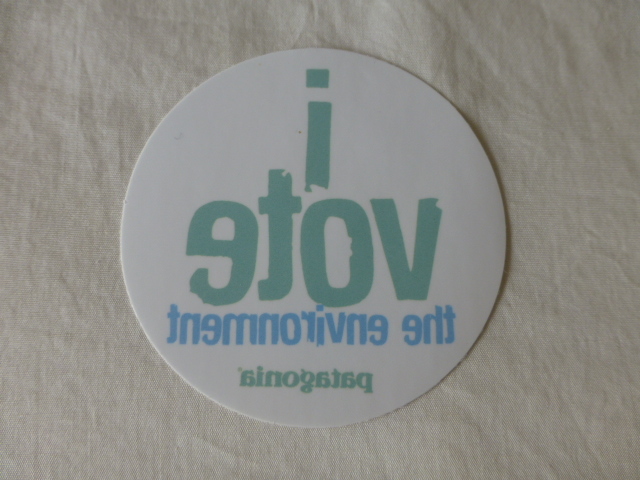 i
vote
the environment
patagonia